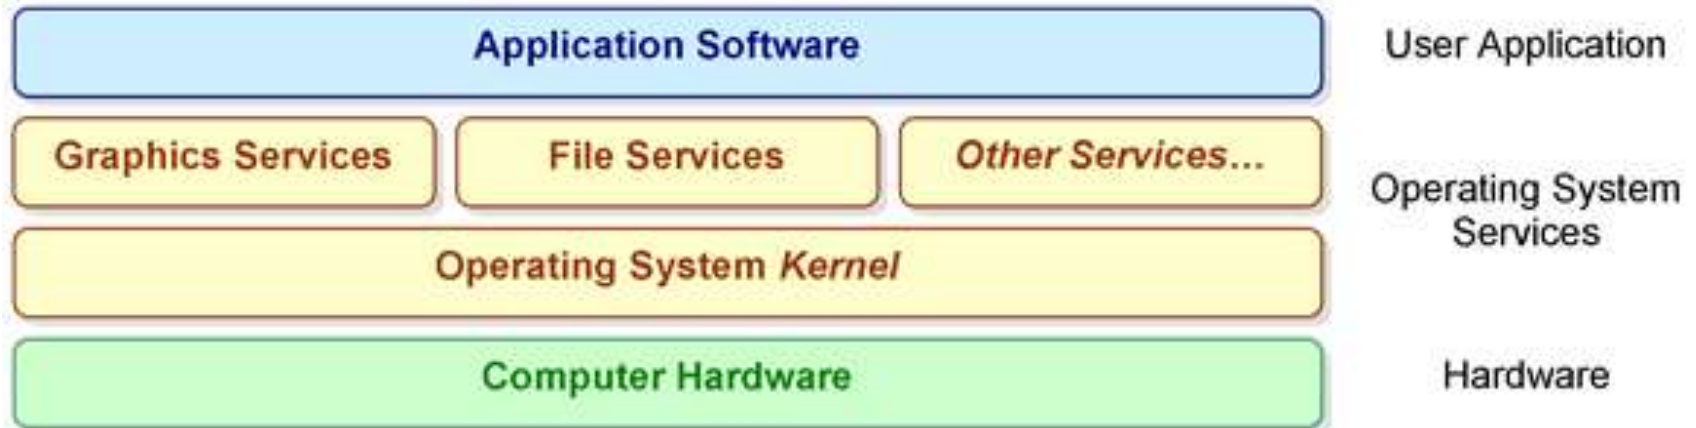 Application Software
User Application
Graphics Services
File Services
Other Services...
Operating System
Services
Operating System Kernel
Computer Hardware
Hardware